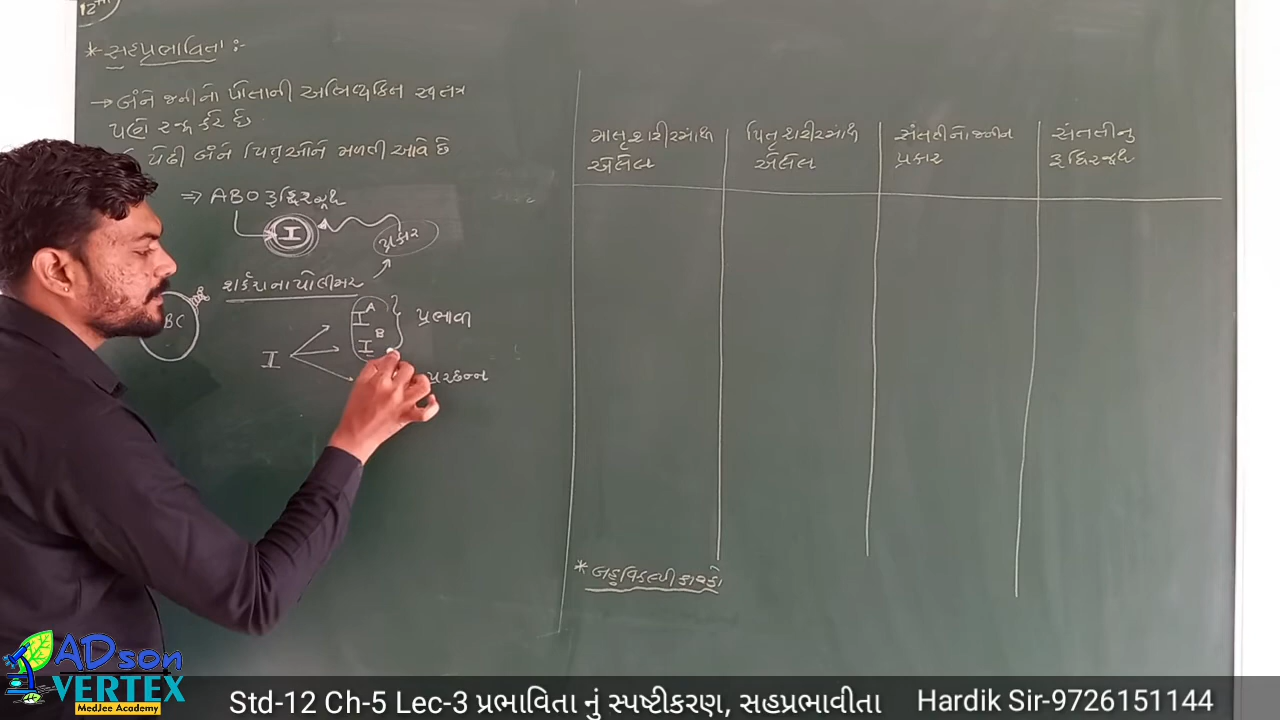 12th
* સહપ્રભાવિતા :-
→ બંને જનીનો પોતાની અભિવ્યકિત સ્વતંત્ર
પણે રજૂ કરે છે
પેઢી બંને પિતૃઓને મળતી આવે છે
⇒ ABO રૂધિરજૂથ
I
પ્રકાર
શર્કરાના પોલીમર
BC
I
I^A
I^B
પ્રભાવી
પ્રચ્છન્ન
માતૃ શરીરમાંથી
એલેલ
પિતૃ શરીરમાંથી
એલેલ
સંતતીનો જનીન
પ્રકાર
સંતતીનુ
રૂધિરજૂથ
* બહુવિકલ્પી કારકો
ADson
VERTEX
MedJee Academy
Std-12 Ch-5 Lec-3 પ્રભાવિતા નું સ્પષ્ટીકરણ, સહપ્રભાવીતા
Hardik Sir-9726151144